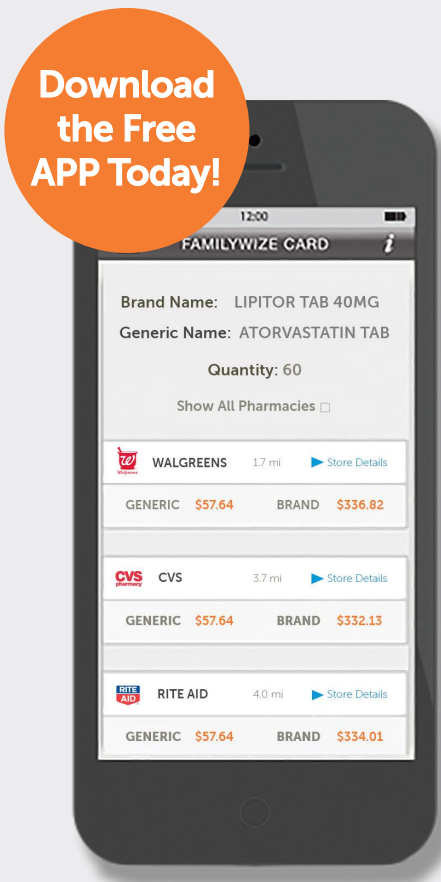 Download
the Free
APP Today!
12:00
FAMILYWIZE CARD i
Brand Name: LIPITOR TAB 40MG
Generic Name: ATORVASTATIN TAB
Quantity: 60
Show All Pharmacies
WALGREENS 1.7 mi Store Details
GENERIC $57.64 BRAND $336.82
CVS
pharmacy
CVS 3.7 mi Store Details
GENERIC $57.64 BRAND $332.13
RITE
AID
RITE AID 4.0 mi Store Details
GENERIC $57.64 BRAND $334.01